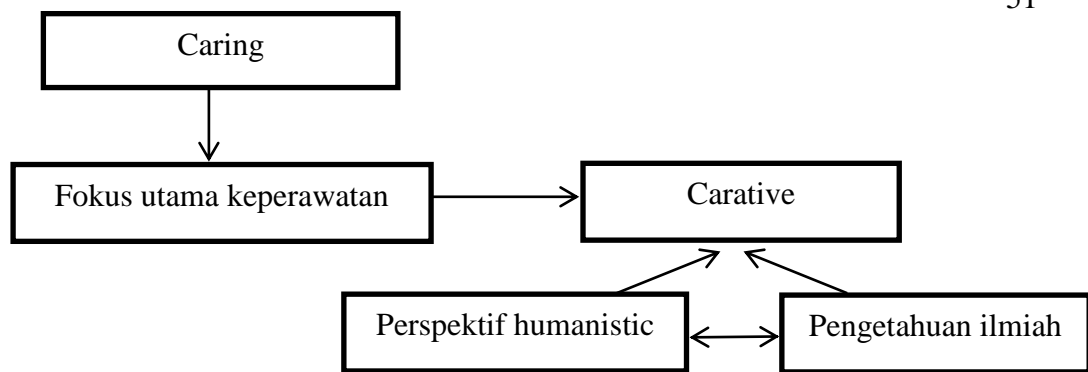 Caring
Fokus utama keperawatan
Carative
Perspektif humanistic
Pengetahuan ilmiah